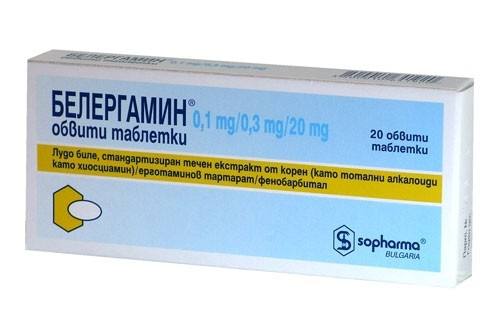 БЕЛЕРГАМИН® 0,1 mg/0,3 mg/20 mg
обвити таблетки
20 обвити
таблетки
Лудо биле, стандартизиран течен екстракт от корен (като тотални алкалоиди
като хиосциамин)/ерготаминов тартарат/фенобарбитал
sopharma®
BULGARIA